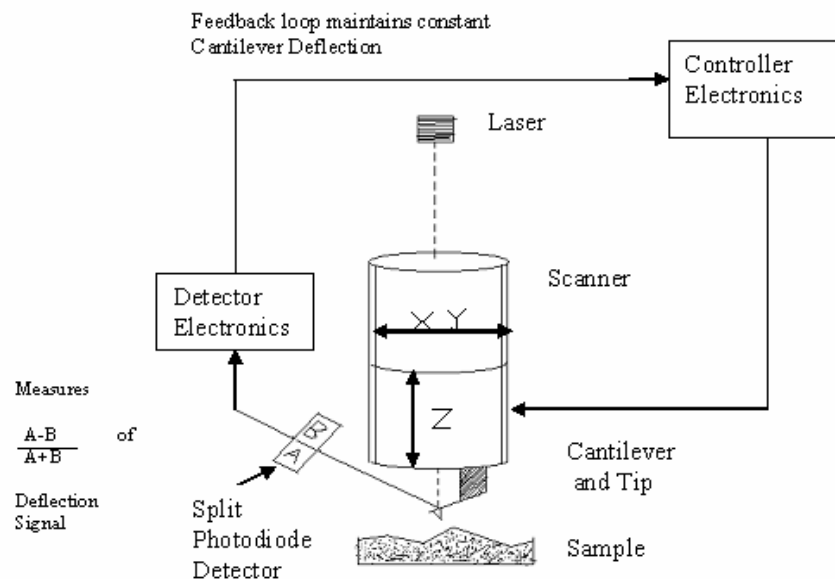 Feedback loop maintains constant
Cantilever Deflection
Controller
Electronics
Laser
Scanner
Detector
Electronics
X Y
Z
Measures
A-B
A+B
of
Deflection
Signal
B
A
Split
Photodiode
Detector
Cantilever
and Tip
Sample